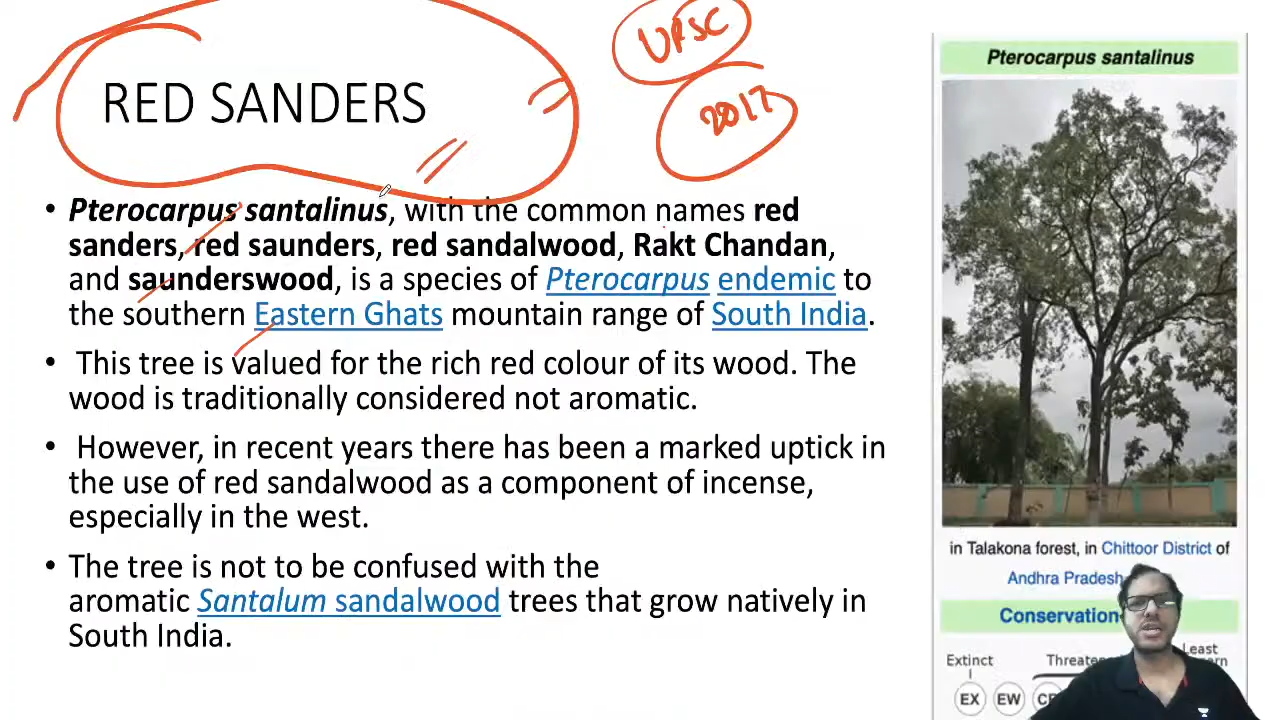 RED SANDERS
UPSC
2017
• Pterocarpus santalinus, with the common names red
sanders, red saunders, red sandalwood, Rakt Chandan,
and saunderswood, is a species of Pterocarpus endemic to
the southern Eastern Ghats mountain range of South India.
• This tree is valued for the rich red colour of its wood. The
wood is traditionally considered not aromatic.
• However, in recent years there has been a marked uptick in
the use of red sandalwood as a component of incense,
especially in the west.
• The tree is not to be confused with the
aromatic Santalum sandalwood trees that grow natively in
South India.
Pterocarpus santalinus
in Talakona forest, in Chittoor District of
Andhra Pradesh
Conservation
Extinct
Least
EX EW